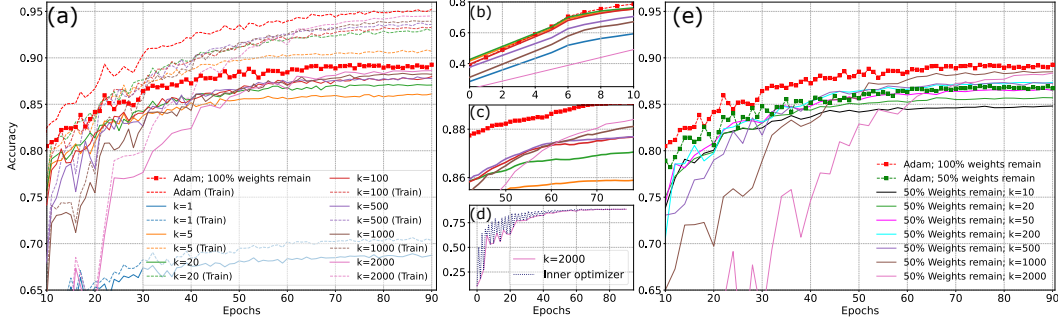 (a)
0.95
0.90
0.85
0.80
0.75
0.70
0.65
Accuracy
10 20 30 40 50 60 70 80 90
Epochs
Adam; 100% weights remain
Adam (Train)
k=1
k=1 (Train)
k=5
k=5 (Train)
k=20
k=20 (Train)
k=100
k=100 (Train)
k=500
k=500 (Train)
k=1000
k=1000 (Train)
k=2000
k=2000 (Train)
(b)
0.8
0.6
0.4
0 2 4 6 8 10
(c)
0.88
0.86
50 60 70
(d)
0.75
0.50
0.25
k=2000
Inner optimizer
0 20 40 60 80
Epochs
(e)
0.95
0.90
0.85
0.80
0.75
0.70
0.65
10 20 30 40 50 60 70 80 90
Epochs
Adam; 100% weights remain
Adam; 50% weights remain
50% Weights remain; k=10
50% Weights remain; k=20
50% Weights remain; k=50
50% Weights remain; k=200
50% Weights remain; k=500
50% Weights remain; k=1000
50% Weights remain; k=2000